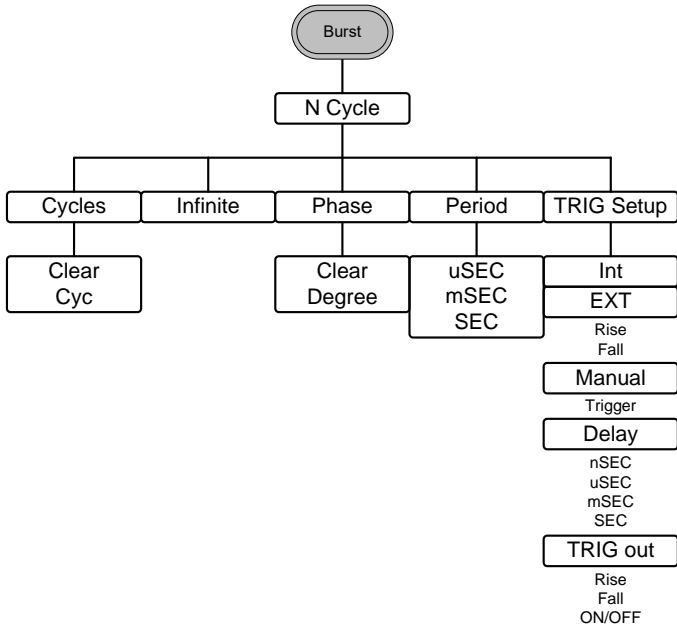 Burst
N Cycle
Cycles
Infinite
Phase
Period
TRIG Setup
Clear
Cyc
Clear
Degree
uSEC
mSEC
SEC
Int
EXT
Rise
Fall
Manual
Trigger
Delay
nSEC
uSEC
mSEC
SEC
TRIG out
Rise
Fall
ON/OFF